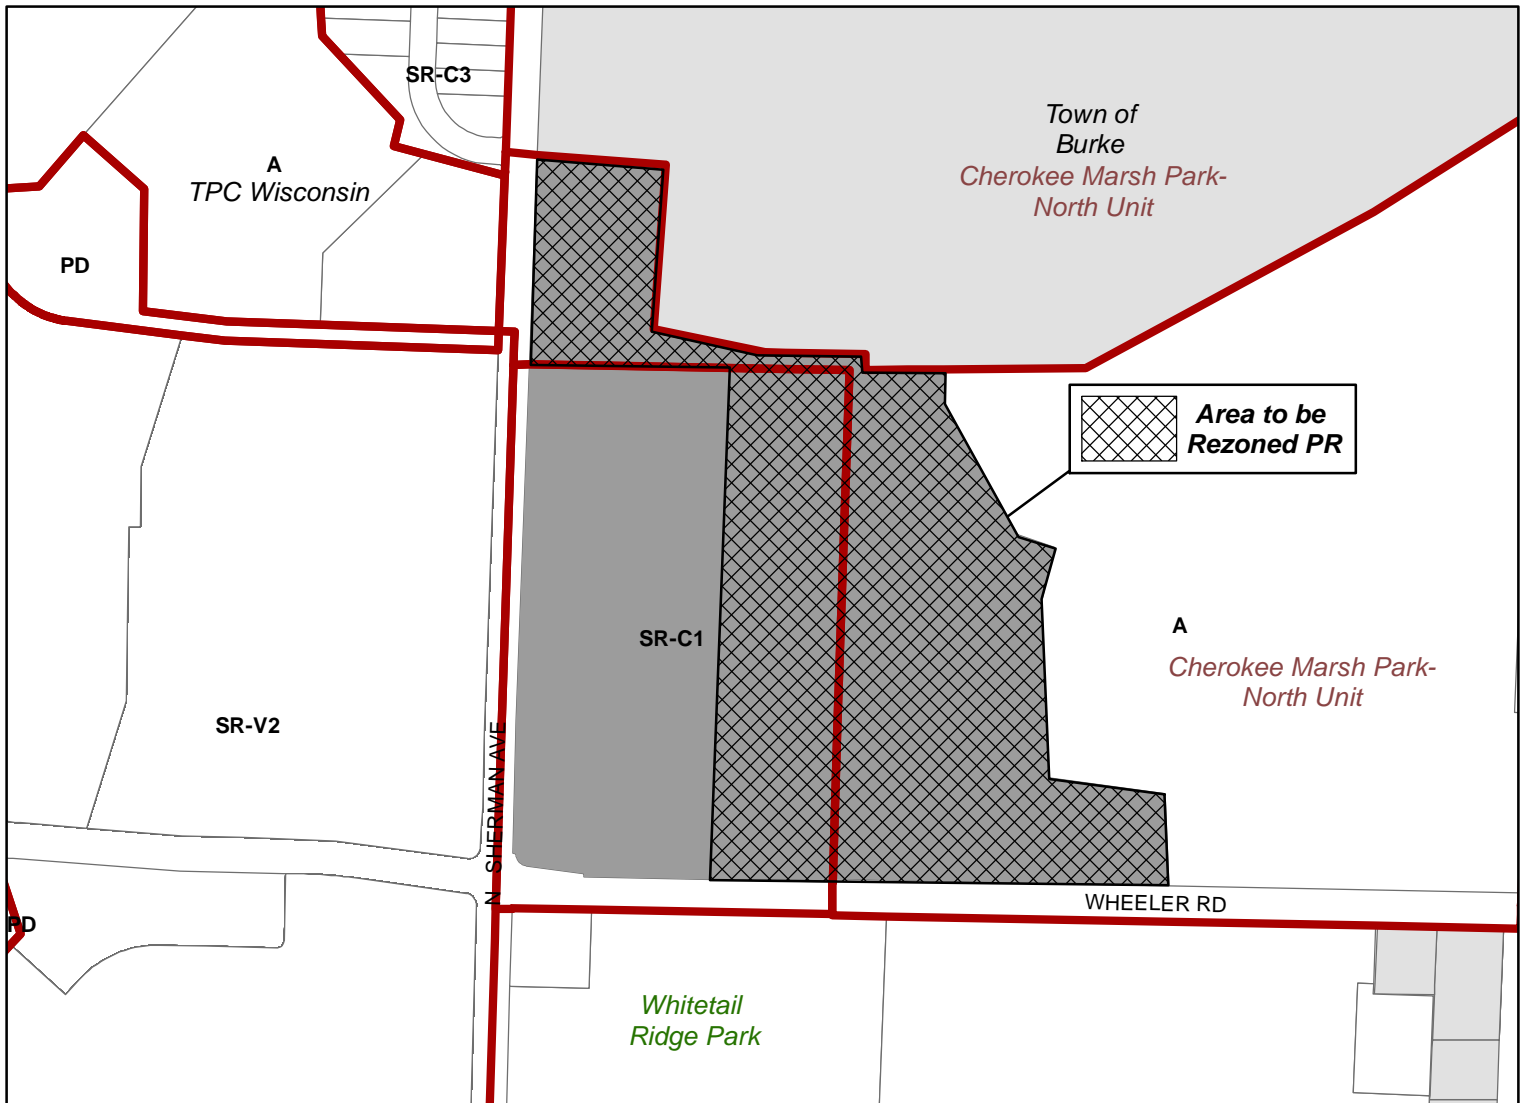 SR-C3
Town of
Burke
Cherokee Marsh Park-
North Unit
A
TPC Wisconsin
PD
Area to be
Rezoned PR
SR-C1
A
Cherokee Marsh Park-
North Unit
SR-V2
N SHERMAN AVE
WHEELER RD
PD
Whitetail
Ridge Park